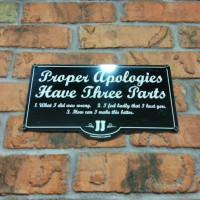 Proper Apologies
Have Three Parts
1. What I did was wrong. 2. I feel badly that I hurt you.
3. How can I make this better.